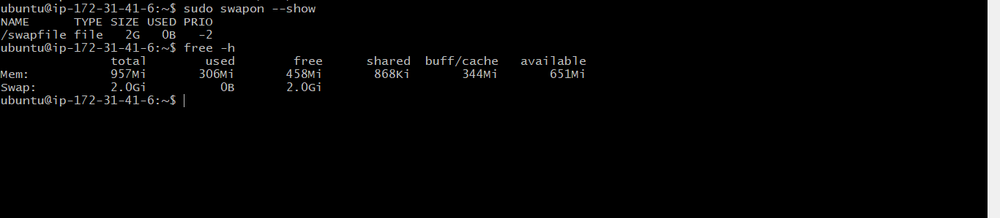 ubuntu@ip-172-31-41-6:~$ sudo swapon --show
NAME      TYPE SIZE USED PRIO
/swapfile file   2G   0B   -2
ubuntu@ip-172-31-41-6:~$ free -h
               total        used        free      shared  buff/cache   available
Mem:           957Mi       306Mi       458Mi       868Ki       344Mi       651Mi
Swap:          2.0Gi          0B       2.0Gi
ubuntu@ip-172-31-41-6:~$